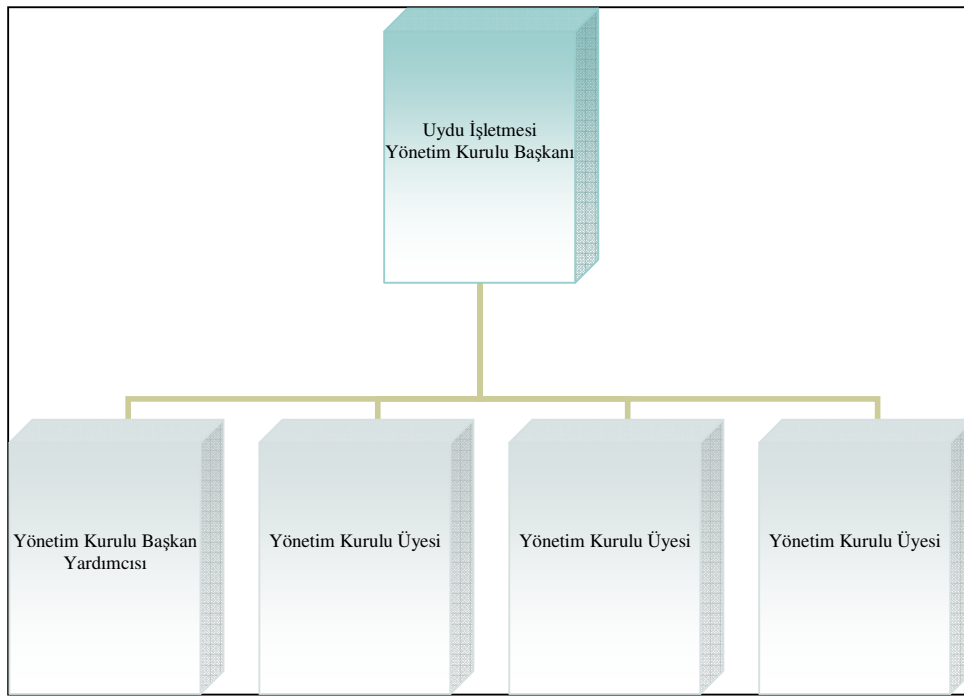 Uydu İşletmesi
Yönetim Kurulu Başkanı
Yönetim Kurulu Başkan
Yardımcısı
Yönetim Kurulu Üyesi
Yönetim Kurulu Üyesi
Yönetim Kurulu Üyesi